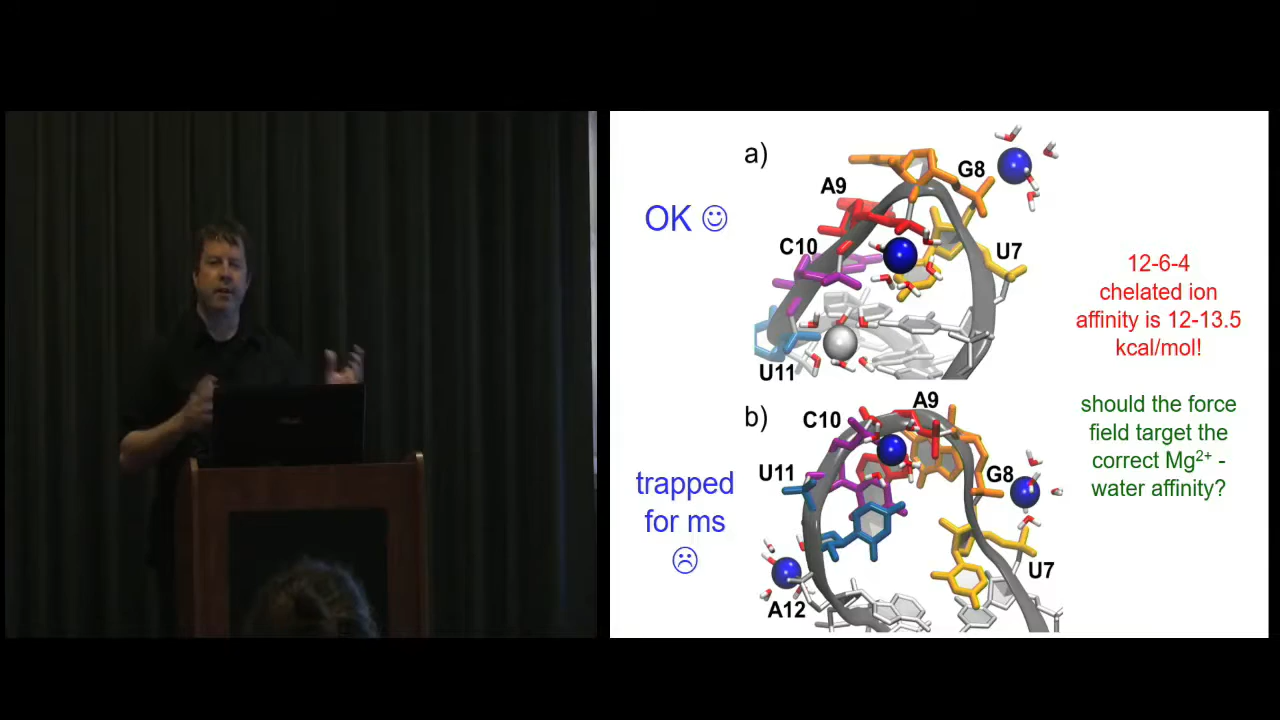 a)
OK ☺
G8
A9
C10
U7
U11
12-6-4
chelated ion
affinity is 12-13.5
kcal/mol!
b)
A9
C10
U11
G8
trapped
for ms
☹
U7
A12
should the force
field target the
correct Mg²⁺ -
water affinity?